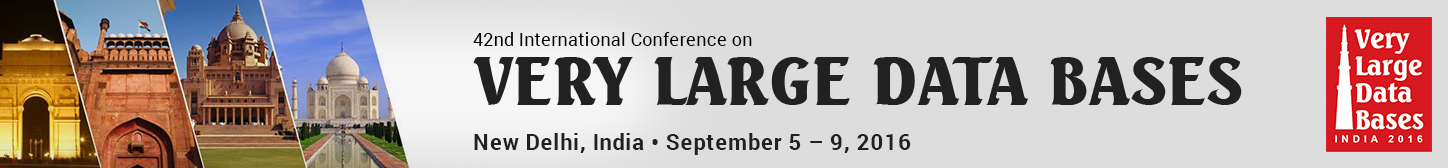 42nd International Conference on
VERY LARGE DATA BASES
New Delhi, India • September 5 – 9, 2016
Very
Large
Data
Bases
INDIA 2016